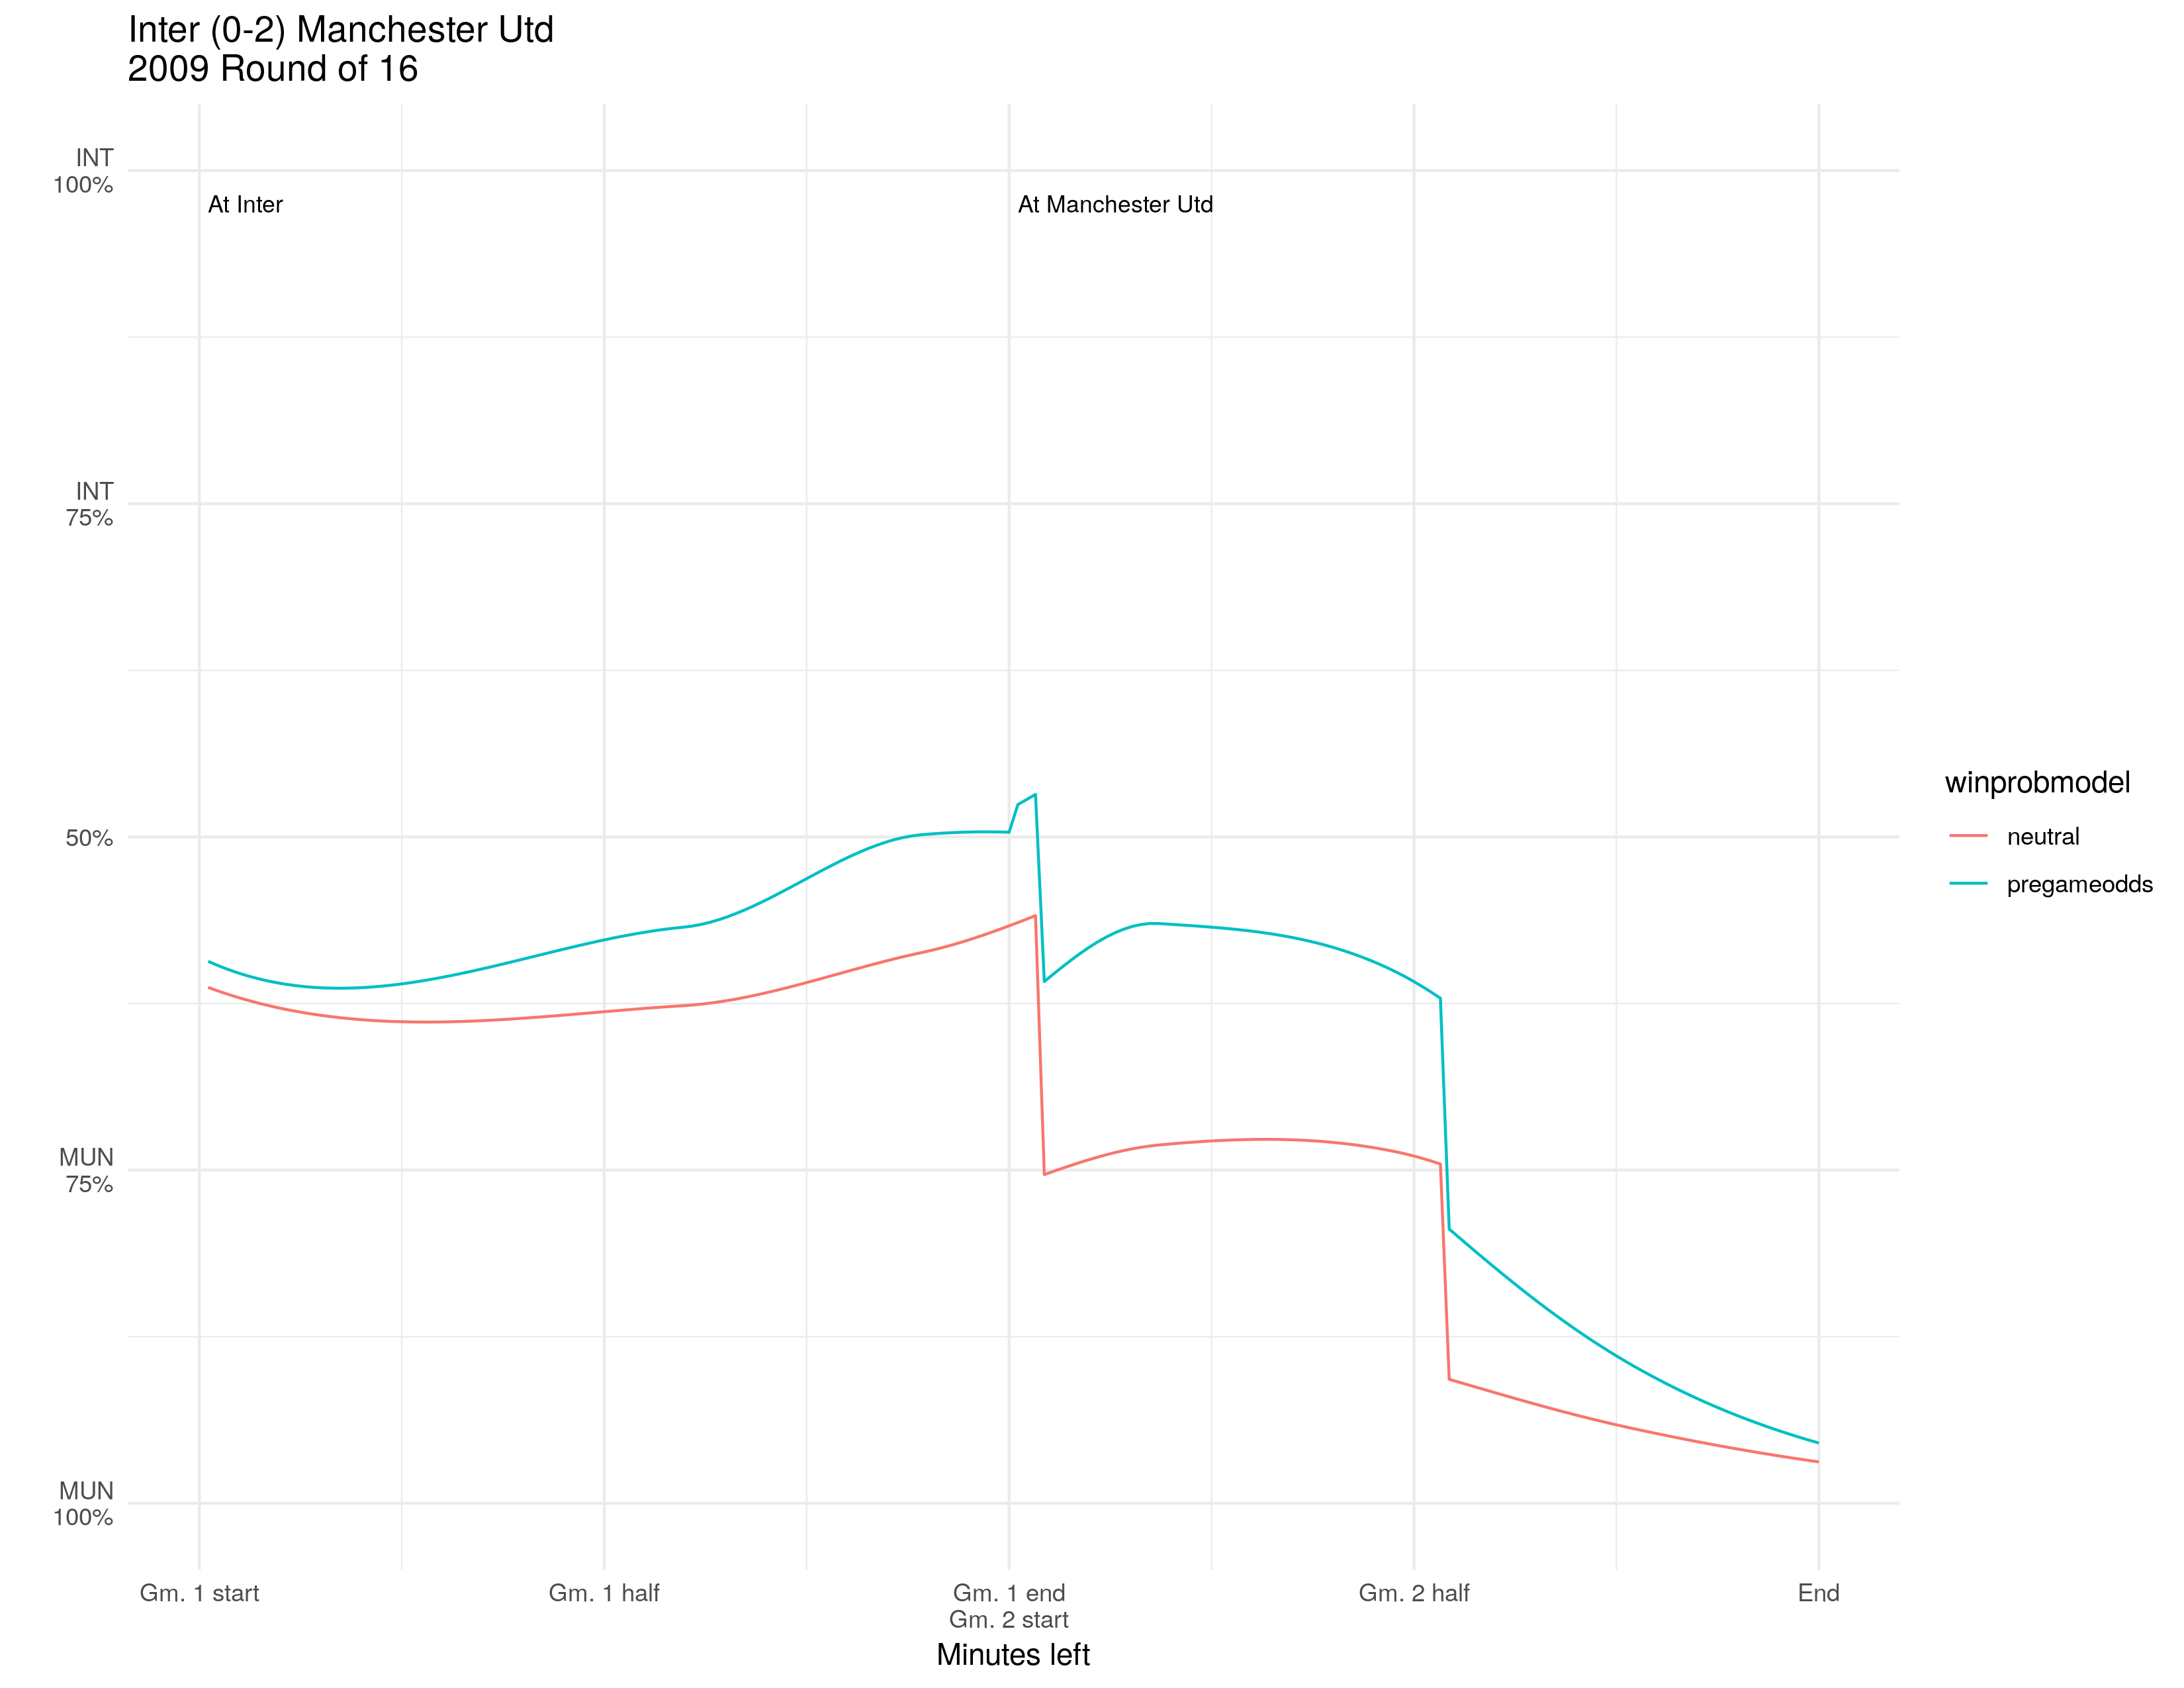 Inter (0-2) Manchester Utd
2009 Round of 16
INT
100%
At Inter
At Manchester Utd
INT
75%
50%
MUN
75%
MUN
100%
Gm. 1 start
Gm. 1 half
Gm. 1 end
Gm. 2 start
Gm. 2 half
End
Minutes left
winprobmodel
neutral
pregameodds